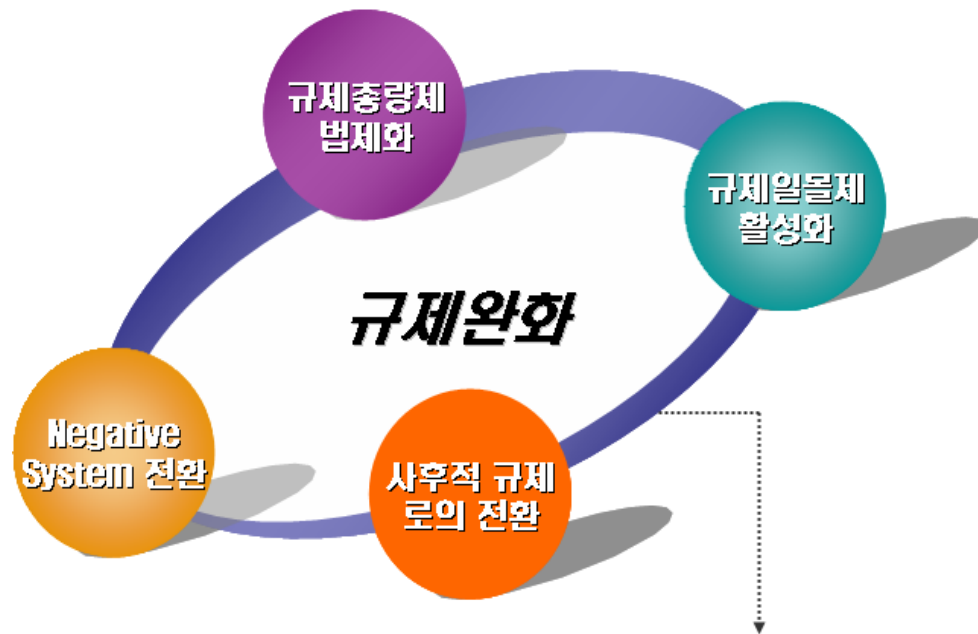 규제총량제
법제화
규제일몰제
활성화
규제완화
Negative
System 전환
사후적 규제
로의 전환